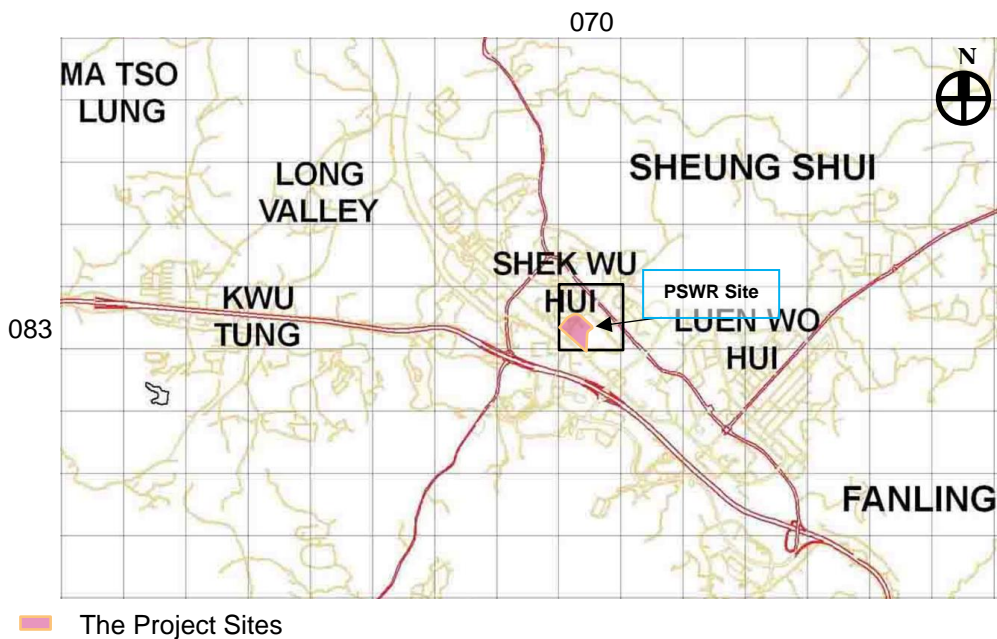 070
N
MA TSO
LUNG
SHEUNG SHUI
LONG
VALLEY
SHEK WU
HUI
PSWR Site
KWU
TUNG
LUEN WO
HUI
083
FANLING
The Project Sites